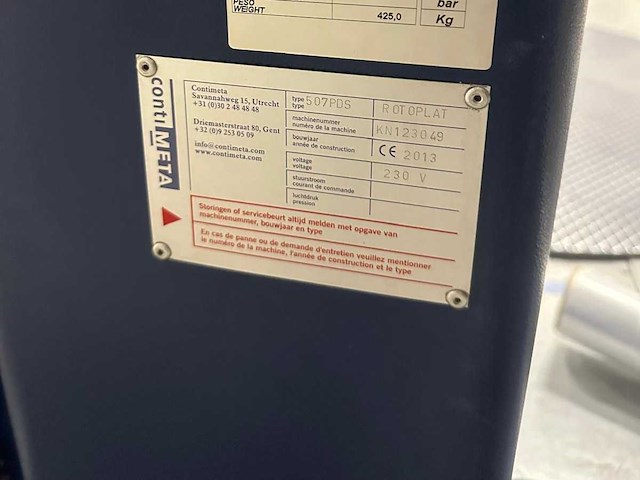 PESO
WEIGHT
425,0
bar
Kg
contiMETA
Contimeta
Savannahweg 15, Utrecht
+31 (0)30 2 48 48 48
Driemasterstraat 80, Gent
+32 (0)9 253 05 09
info@contimeta.com
www.contimeta.com
type 507PDS ROTOPLAT
type
machinenummer KN123049
numéro de la machine
bouwjaar CE 2013
année de construction
voltage 230 V
voltage
stuurstroom
courant de commande
luchtdruk
pression
Storingen of servicebeurt altijd melden met opgave van
machinenummer, bouwjaar en type
En cas de panne ou de demande d'entretien veuillez mentionner
le numéro de la machine, l'année de construction et le type